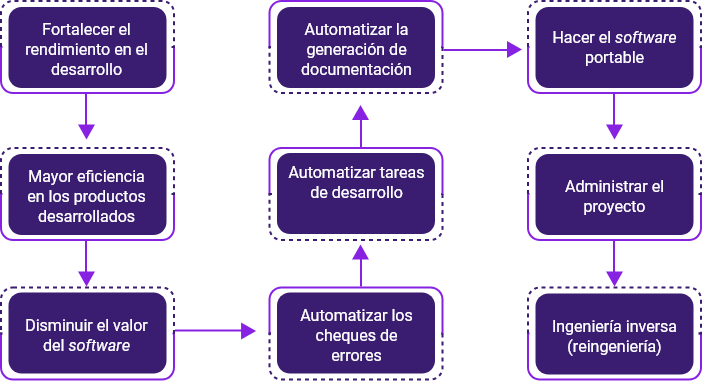 Fortalecer el
rendimiento en el
desarrollo
Mayor eficiencia
en los productos
desarrollados
Disminuir el valor
del software
Automatizar los
cheques de
errores
Automatizar tareas
de desarrollo
Automatizar la
generación de
documentación
Hacer el software
portable
Administrar el
proyecto
Ingeniería inversa
(reingeniería)